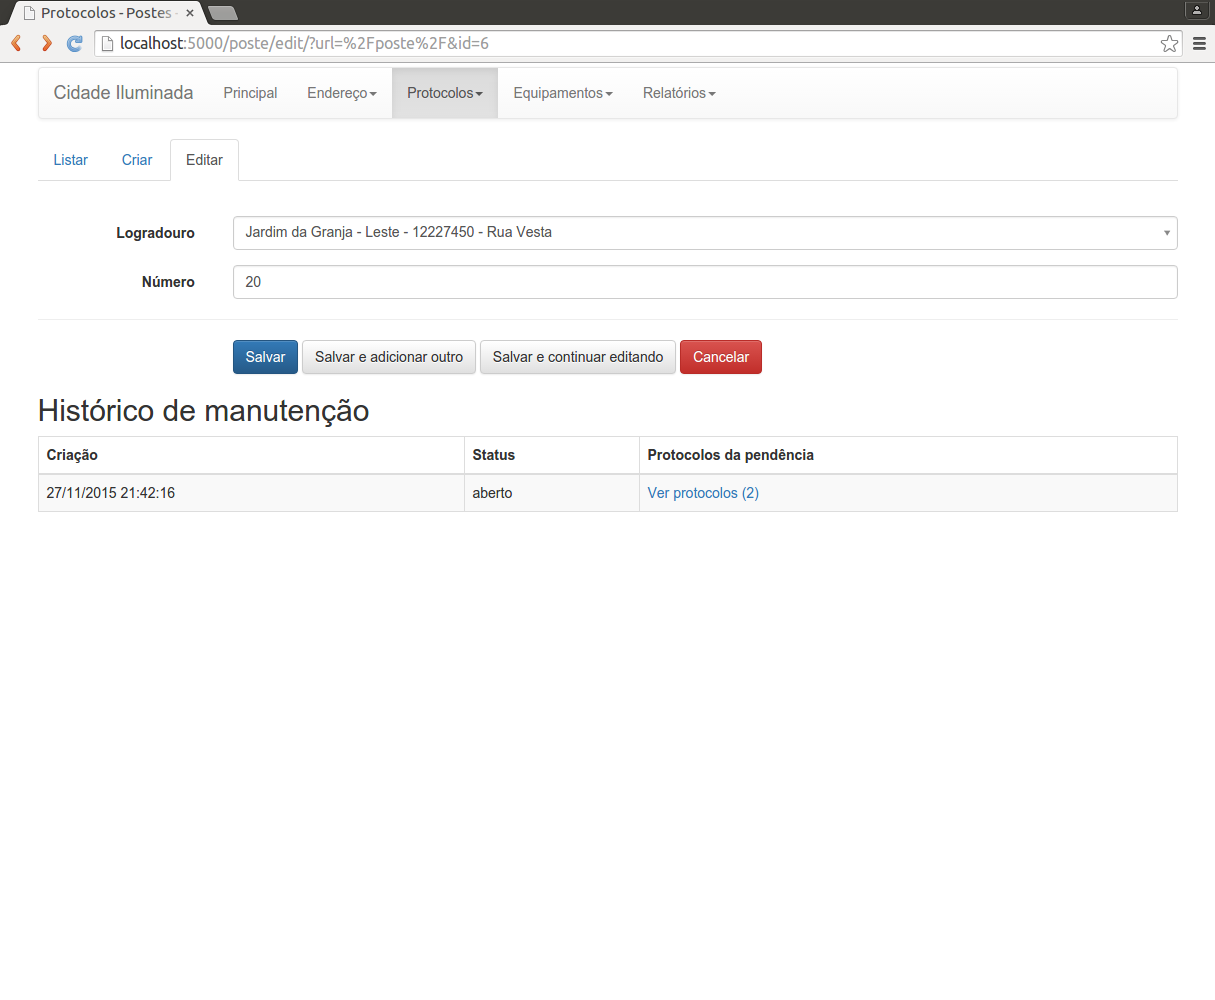 Protocolos - Postes -
localhost:5000/poste/edit/?url=%2Fposte%2F&id=6
Cidade Iluminada Principal Endereço Protocolos Equipamentos Relatórios
Listar Criar Editar
Logradouro Jardim da Granja - Leste - 12227450 - Rua Vesta
Número 20
Salvar Salvar e adicionar outro Salvar e continuar editando Cancelar
Histórico de manutenção
Criação Status Protocolos da pendência
27/11/2015 21:42:16 aberto Ver protocolos (2)